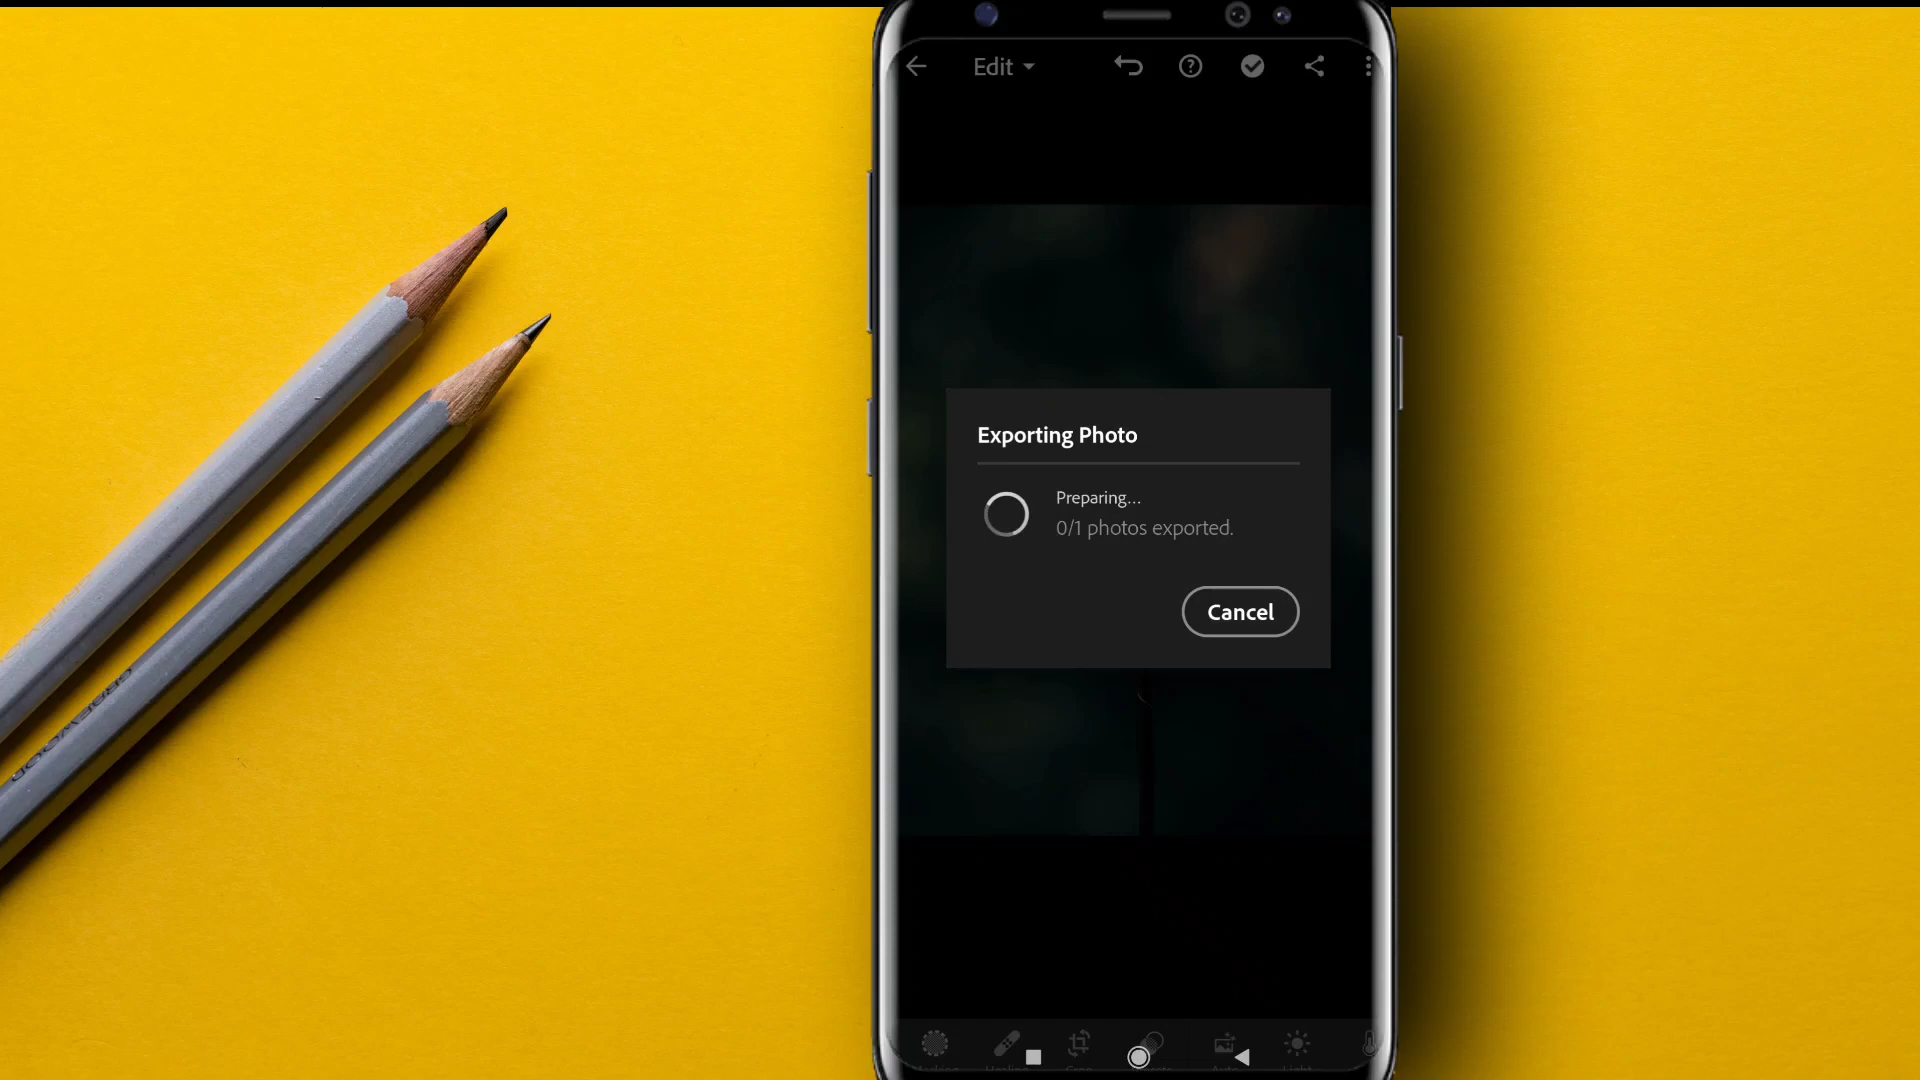 Edit
Exporting Photo
Preparing...
0/1 photos exported.
Cancel